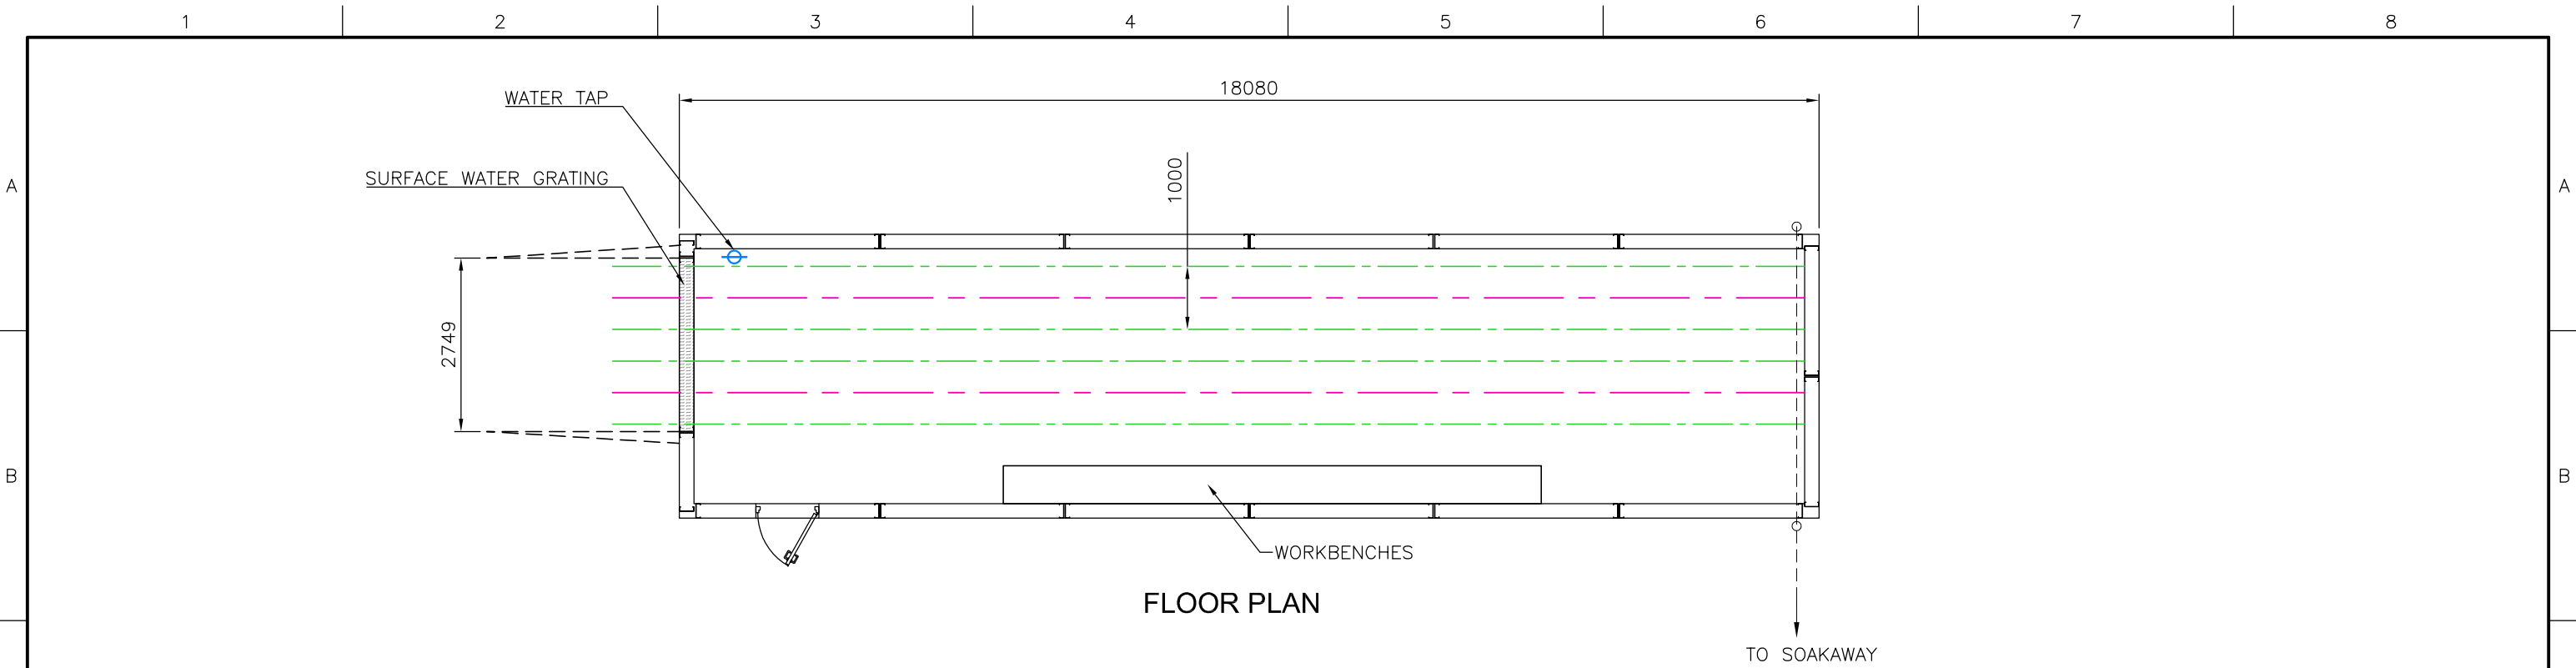 1 2 3 4 5 6 7 8
18080
WATER TAP
1000
SURFACE WATER GRATING
A A
2749
B B
WORKBENCHES
FLOOR PLAN
TO SOAKAWAY